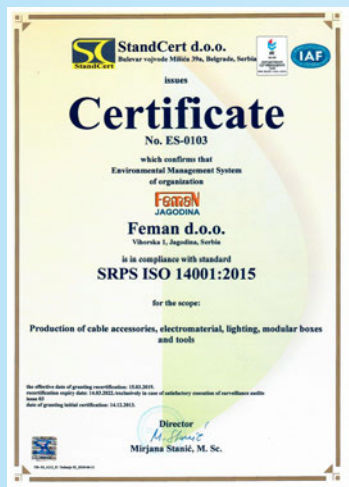 SC
StandCert
StandCert d.o.o.
Bulevar vojvode Mišića 39a, Belgrade, Serbia
IAF
issues
Certificate
No. ES-0103
which confirms that
Environmental Management System
of organization
FEMAN
JAGODINA
Feman d.o.o.
Vihorska 1, Jagodina, Serbia
is in compliance with standard
SRPS ISO 14001:2015
for the scope:
Production of cable accessories, electromaterial, lighting, modular boxes
and tools
the effective date of granting recertification: 15.03.2019.
recertification expiry date: 14.03.2022, exclusively in case of satisfactory execution of surveillance audits
issue 03
date of granting initial certification: 14.12.2013.
Director
M. Stanić
Mirjana Stanić, M. Sc.